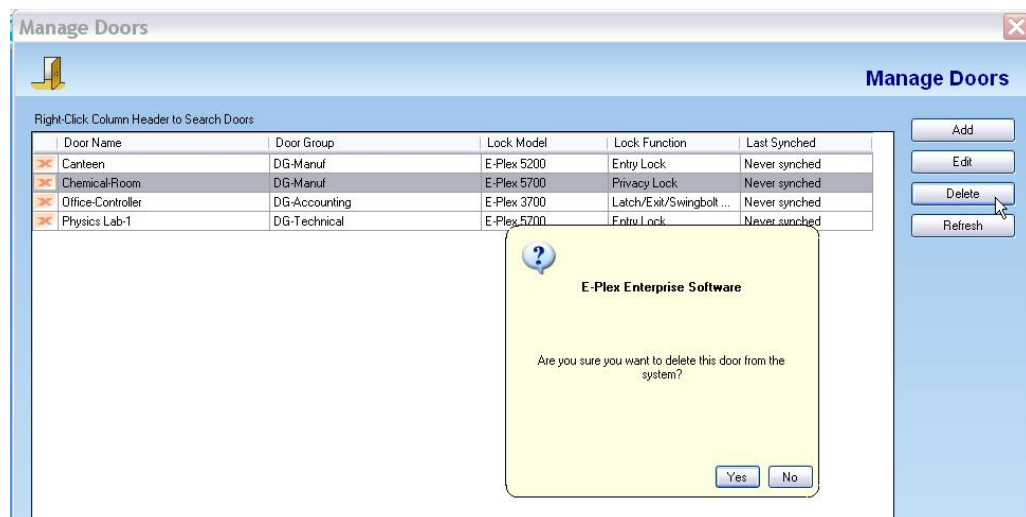 Manage Doors
Manage Doors
Right-Click Column Header to Search Doors
Door Name Door Group Lock Model Lock Function Last Synched
Canteen DG-Manuf E-Plex 5200 Entry Lock Never synched
Chemical-Room DG-Manuf E-Plex 5700 Privacy Lock Never synched
Office-Controller DG-Accounting E-Plex 3700 Latch/Exit/Swingbolt ... Never synched
Physics Lab-1 DG-Technical E-Plex 5700 Entry Lock Never synched
Add
Edit
Delete
Refresh
E-Plex Enterprise Software
Are you sure you want to delete this door from the
system?
Yes No